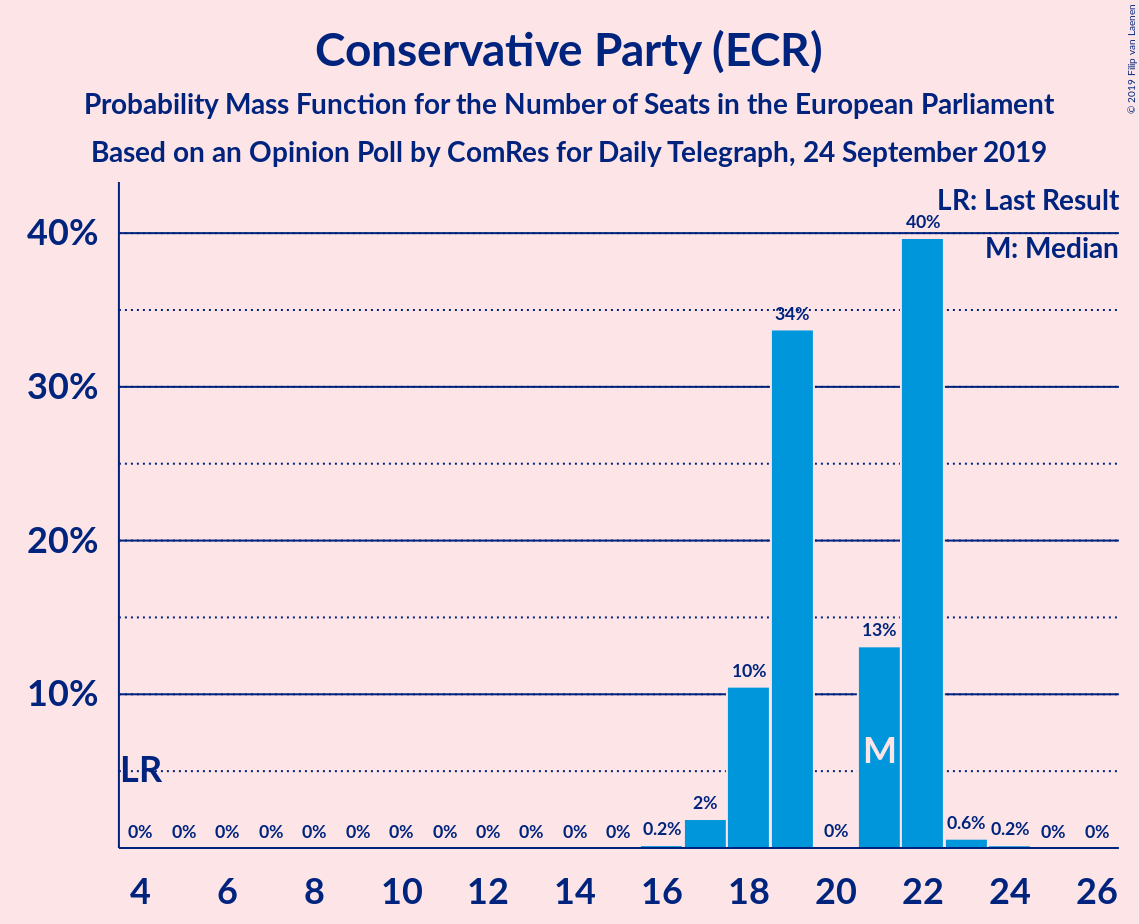 Conservative Party (ECR)
Probability Mass Function for the Number of Seats in the European Parliament
Based on an Opinion Poll by ComRes for Daily Telegraph, 24 September 2019
© 2019 Filip van Laenen
LR: Last Result
M: Median
40%
30%
20%
10%
40%
34%
13%
10%
M
LR
2%
0% 0% 0% 0% 0% 0% 0% 0% 0% 0% 0% 0% 0.2% 0% 0.6% 0.2% 0% 0%
4 6 8 10 12 14 16 18 20 22 24 26